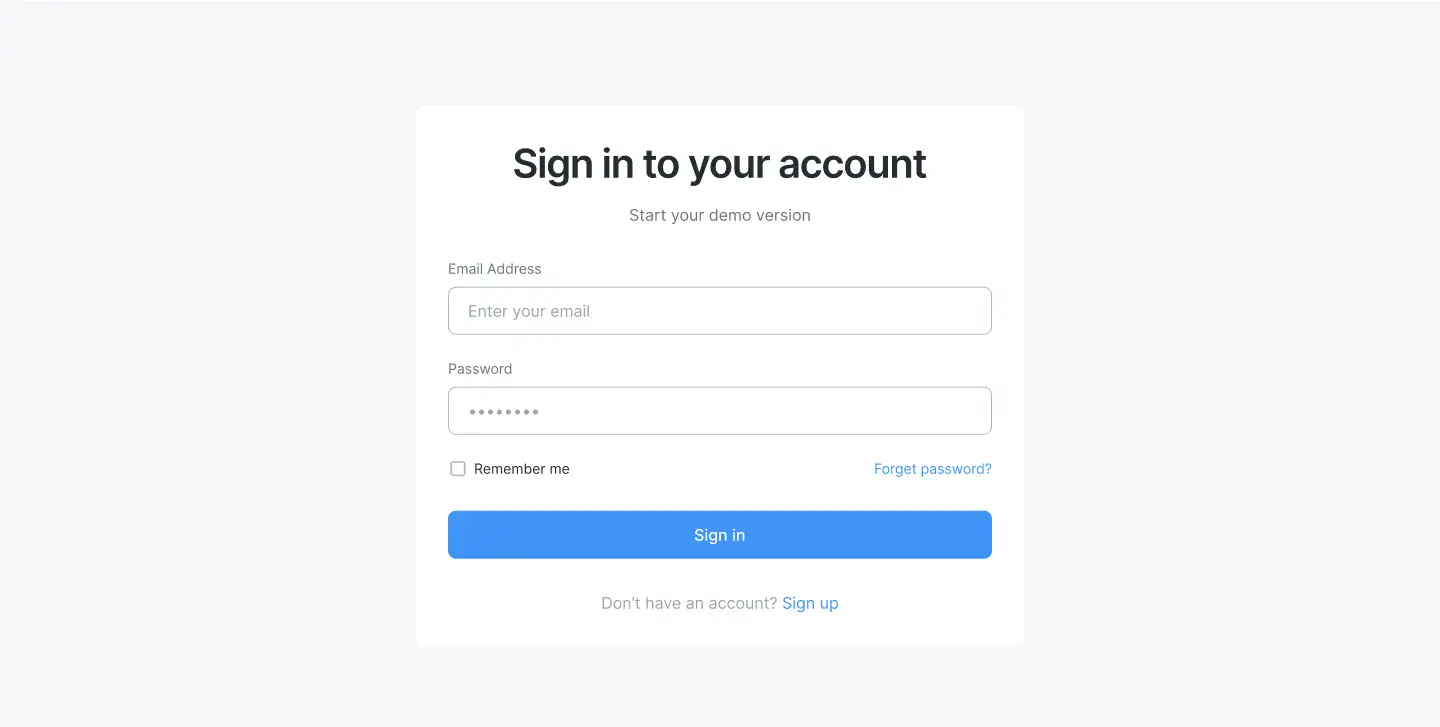 Sign in to your account
Start your demo version
Email Address
Enter your email
Password
••••••••
Remember me
Forget password?
Sign in
Don’t have an account? Sign up